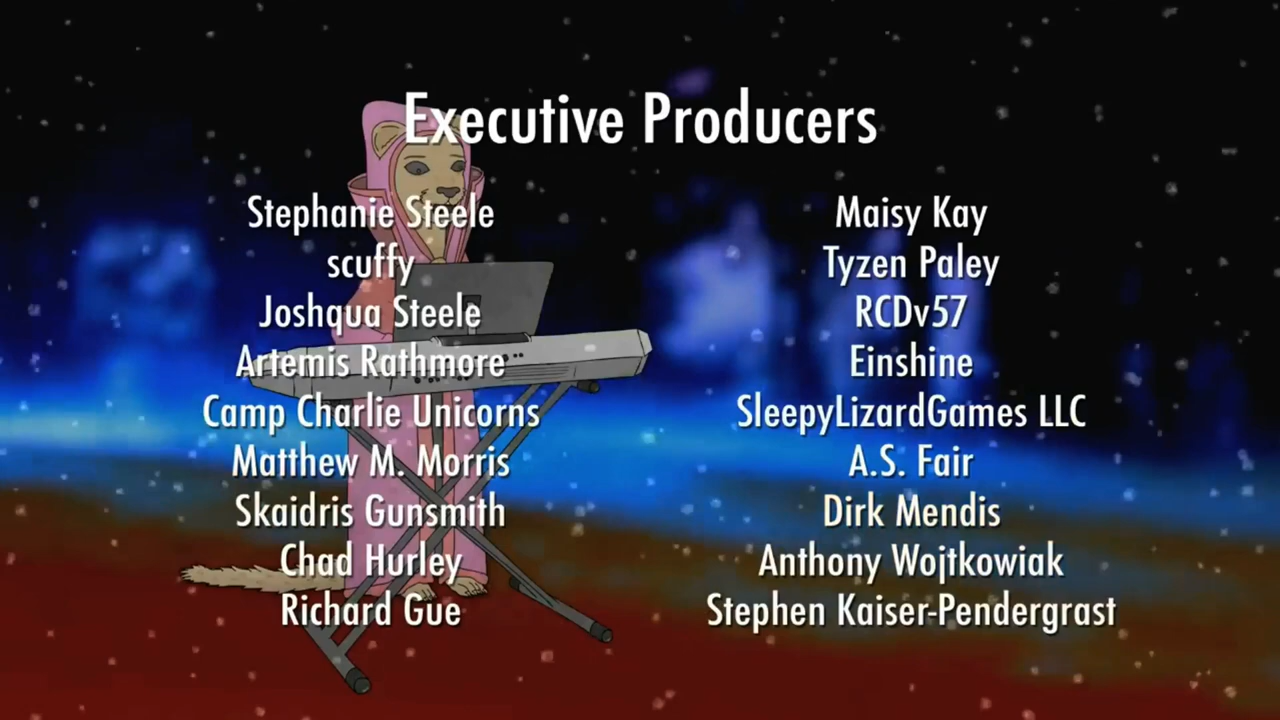 Executive Producers
Stephanie Steele
scuffy
Joshqua Steele
Artemis Rathmore
Camp Charlie Unicorns
Matthew M. Morris
Skaidris Gunsmith
Chad Hurley
Richard Gue
Maisy Kay
Tyzen Paley
RCDv57
Einshine
SleepyLizardGames LLC
A.S. Fair
Dirk Mendis
Anthony Wojtkowiak
Stephen Kaiser-Pendergrast